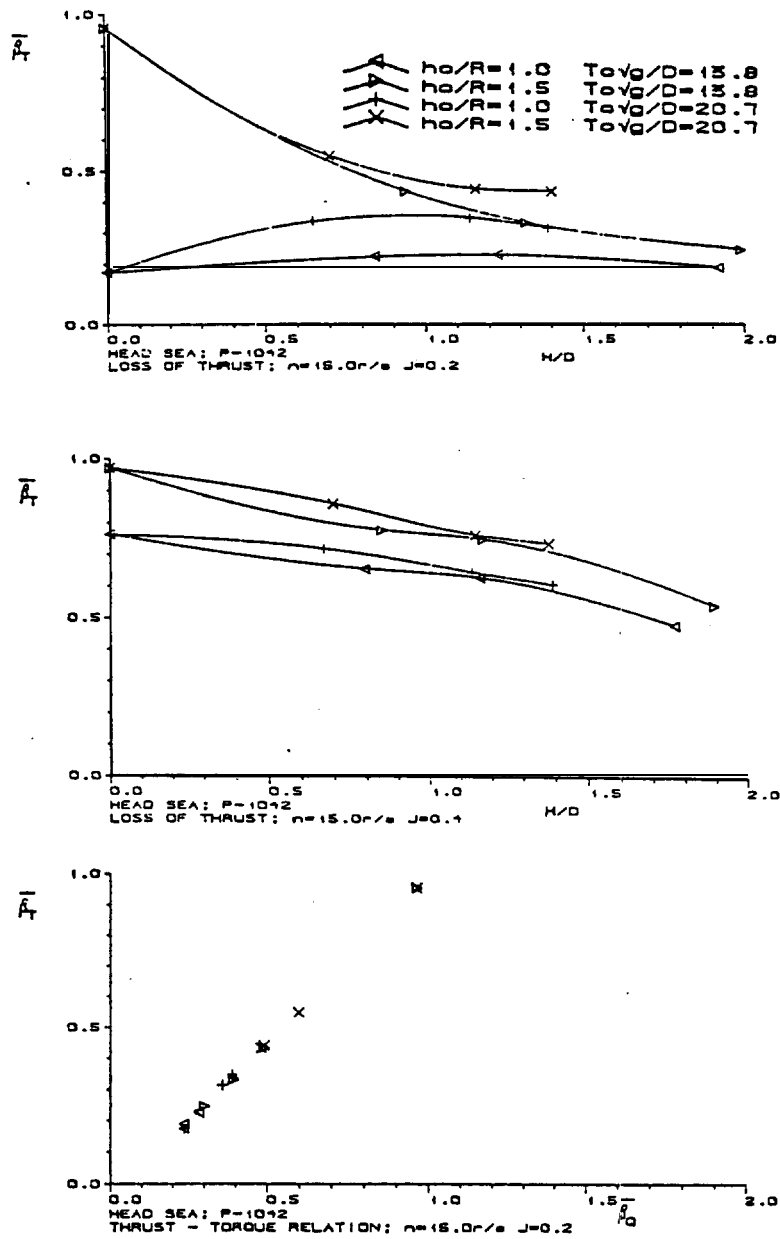 1.0
β̅T
ho/R=1.0 To√g/D=13.8
ho/R=1.5 To√g/D=13.8
ho/R=1.0 To√g/D=20.7
ho/R=1.5 To√g/D=20.7
0.5
0.0
0.0 0.5 1.0 1.5 2.0
HEAD SEA; P-1042 H/D
LOSS OF THRUST; n=15.0r/s J=0.2
1.0
β̅T
0.5
0.0
0.0 0.5 1.0 1.5 2.0
HEAD SEA; P-1042 H/D
LOSS OF THRUST; n=15.0r/s J=0.4
1.0
β̅T
0.5
0.0
0.0 0.5 1.0 1.5 2.0
HEAD SEA; P-1042 β̅Q
THRUST - TORQUE RELATION; n=15.0r/s J=0.2